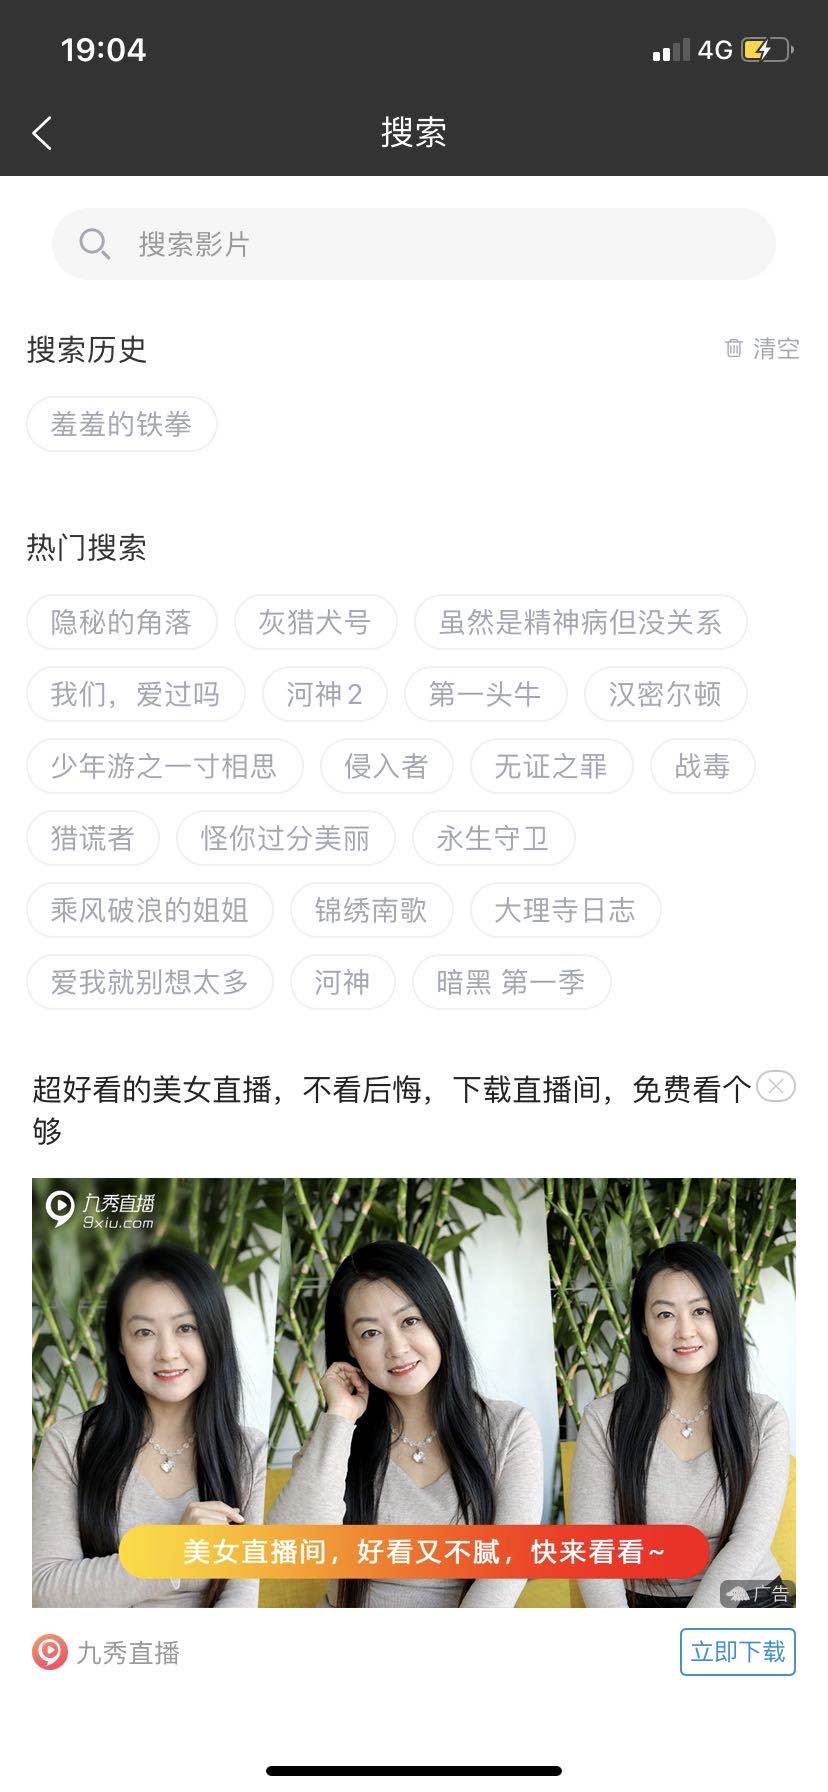 19:04
4G
搜索
搜索影片
搜索历史
清空
羞羞的铁拳
热门搜索
隐秘的角落
灰猎犬号
虽然是精神病但没关系
我们，爱过吗
河神2
第一头牛
汉密尔顿
少年游之一寸相思
侵入者
无证之罪
战毒
猎谎者
怪你过分美丽
永生守卫
乘风破浪的姐姐
锦绣南歌
大理寺日志
爱我就别想太多
河神
暗黑 第一季
超好看的美女直播，不看后悔，下载直播间，免费看个
够
九秀直播
9xiu.com
美女直播间，好看又不腻，快来看看~
广告
九秀直播
立即下载